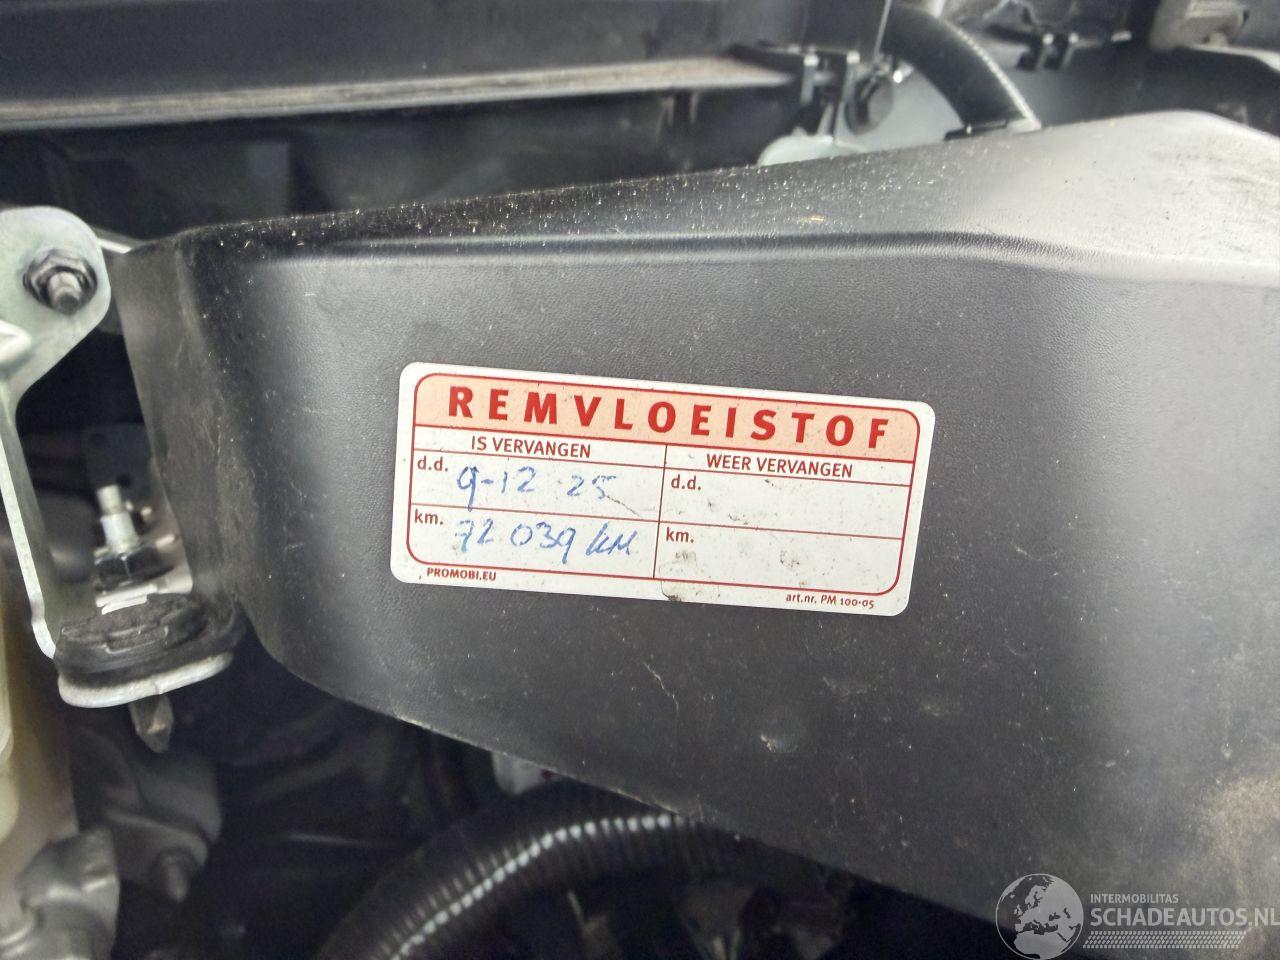 REMVLOEISTOF
IS VERVANGEN
WEER VERVANGEN
d.d. 9-12 25
d.d.
km. 72 039 KM
km.
PROMOBI.EU
art.nr. PM 100-05
INTERMOBILITAS
SCHADEAUTOS.NL